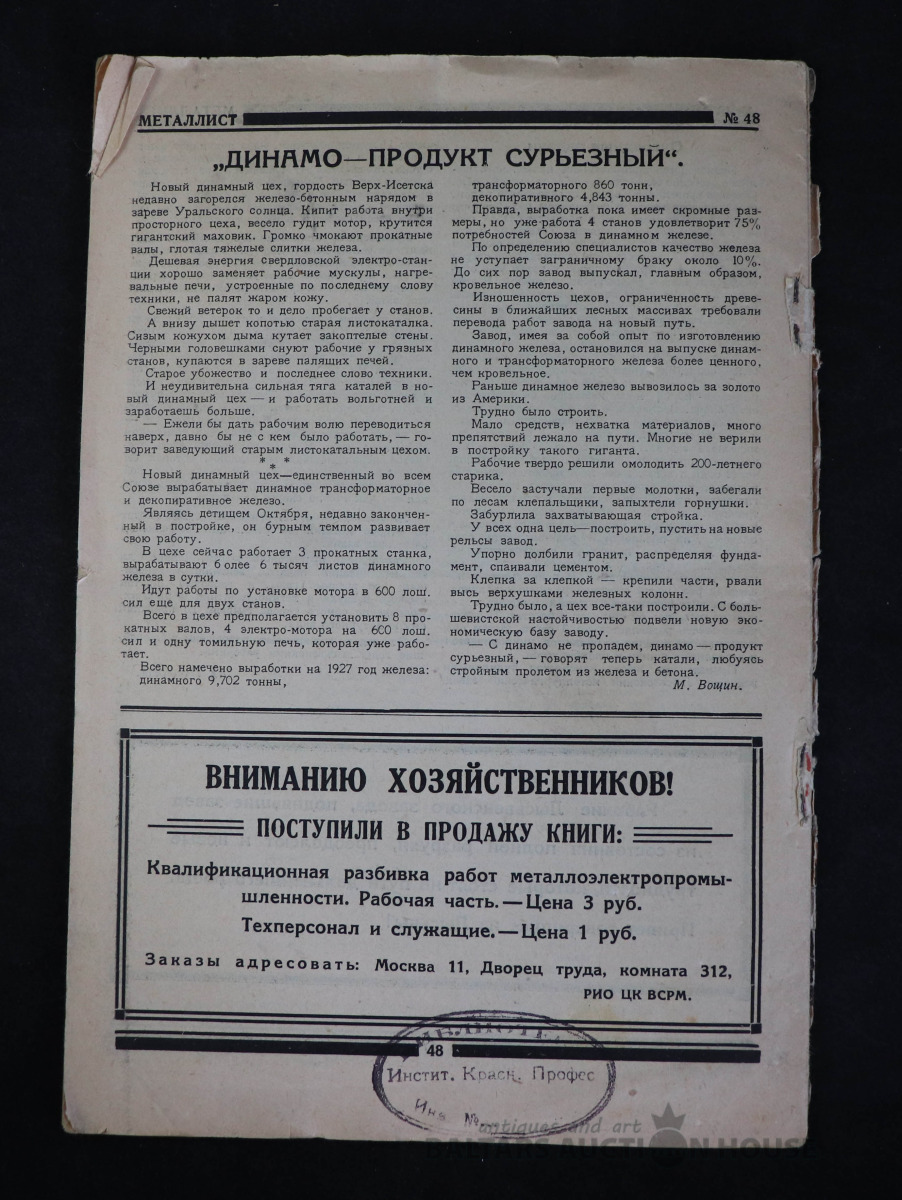 МЕТАЛЛИСТ
№ 48
„ДИНАМО—ПРОДУКТ СУРЬЕЗНЫЙ“.
Новый динамный цех, гордость Верх-Исетска
недавно загорелся железо-бетонным нарядом в
зареве Уральского солнца. Кипит работа внутри
просторного цеха, весело гудит мотор, крутится
гигантский маховик. Громко чмокают прокатные
валы, глотая тяжелые слитки железа.
Дешевая энергия свердловской электро-стан-
ции хорошо заменяет рабочие мускулы, нагре-
вальные печи, устроенные по последнему слову
техники, не палят жаром кожу.
Свежий ветерок то и дело пробегает у станов.
А внизу дышет копотью старая листокаталка.
Сизым кожухом дыма кутает закоптелые стены.
Черными головешками снуют рабочие у грязных
станов, купаются в зареве палящих печей.
Старое убожество и последнее слово техники.
И неудивительна сильная тяга каталей в но-
вый динамный цех — и работать вольготней и
заработаешь больше.
— Ежели бы дать рабочим волю переводиться
наверх, давно бы не с кем было работать, — го-
ворит заведующий старым листокатальным цехом.
* * *
Новый динамный цех—единственный во всем
Союзе вырабатывает динамное трансформаторное
и декопиративное железо.
Являясь детищем Октября, недавно закончен-
ный в постройке, он бурным темпом развивает
свою работу.
В цехе сейчас работает 3 прокатных станка,
вырабатывают более 6 тысяч листов динамного
железа в сутки.
Идут работы по установке мотора в 600 лош.
сил еще для двух станов.
Всего в цехе предполагается установить 8 про-
катных валов, 4 электро-мотора на 600 лош.
сил и одну томильную печь, которая уже рабо-
тает.
Всего намечено выработки на 1927 год железа:
динамного 9,702 тонны,
трансформаторного 860 тонн,
декопиративного 4,843 тонны.
Правда, выработка пока имеет скромные раз-
меры, но уже работа 4 станов удовлетворит 75%
потребностей Союза в динамном железе.
По определению специалистов качество железа
не уступает заграничному браку около 10%.
До сих пор завод выпускал, главным образом,
кровельное железо.
Изношенность цехов, ограниченность древе-
сины в ближайших лесных массивах требовали
перевода работ завода на новый путь.
Завод, имея за собой опыт по изготовлению
динамного железа, остановился на выпуске динам-
ного и трансформаторного железа более ценного,
чем кровельное.
Раньше динамное железо вывозилось за золото
из Америки.
Трудно было строить.
Мало средств, нехватка материалов, много
препятствий лежало на пути. Многие не верили
в постройку такого гиганта.
Рабочие твердо решили омолодить 200-летнего
старика.
Весело застучали первые молотки, забегали
по лесам клепальщики, запыхтели горнушки.
Забурлила захватывающая стройка.
У всех одна цель—построить, пустить на новые
рельсы завод.
Упорно долбили гранит, распределяя фунда-
мент, спаивали цементом.
Клепка за клепкой — крепили части, рвали
высь верхушками железных колонн.
Трудно было, а цех все-таки построили. С боль-
шевистской настойчивостью подвели новую эко-
номическую базу заводу.
— С динамо не пропадем, динамо — продукт
сурьезный, — говорят теперь катали, любуясь
стройным пролетом из железа и бетона.
М. Вощин.
ВНИМАНИЮ ХОЗЯЙСТВЕННИКОВ!
ПОСТУПИЛИ В ПРОДАЖУ КНИГИ:
Квалификационная разбивка работ металлоэлектропромы-
шленности. Рабочая часть. — Цена 3 руб.
Техперсонал и служащие. — Цена 1 руб.
Заказы адресовать: Москва 11, Дворец труда, комната 312,
РИО ЦК ВСРМ.
48
БИБЛИОТЕКА
Инстит. Красн. Профес
Инв №
antiques and art
BALTARS AUCTION HOUSE